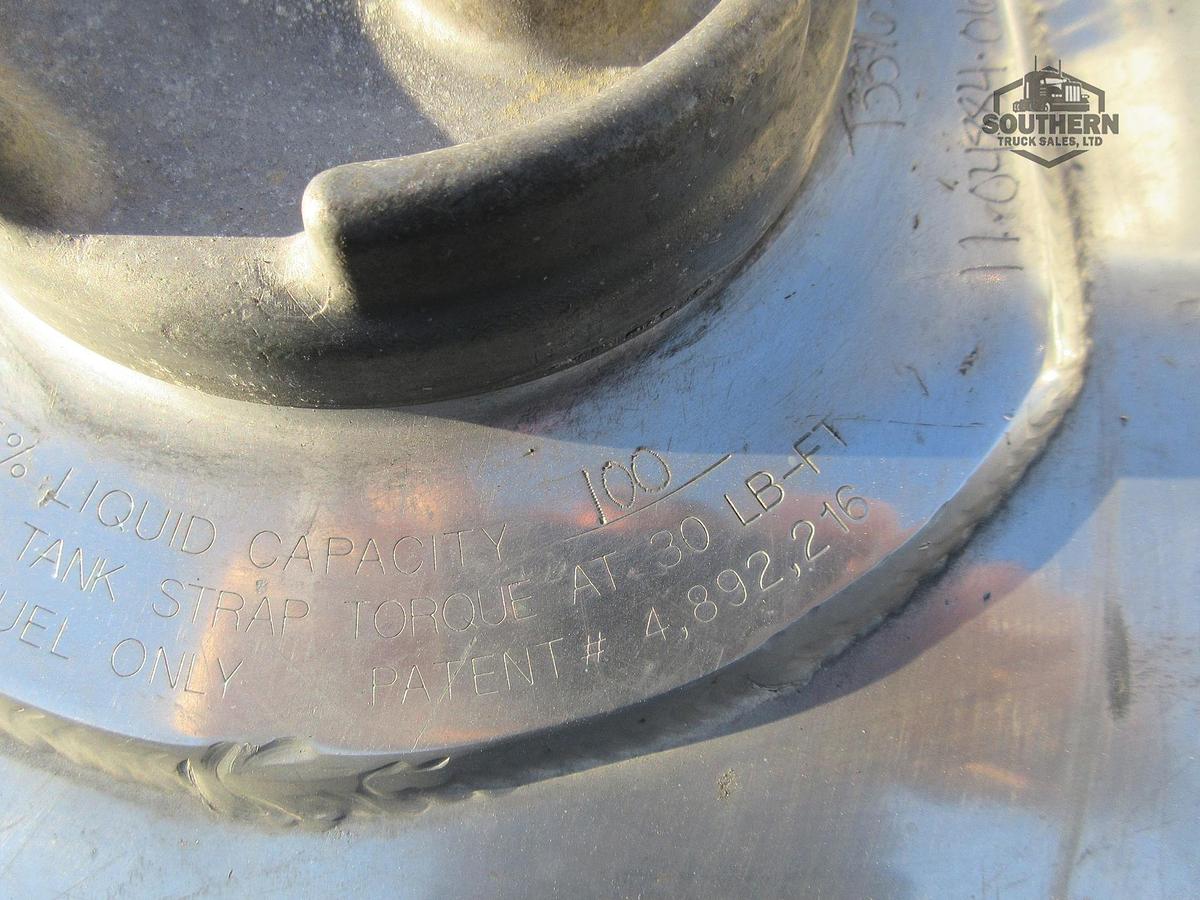 % LIQUID CAPACITY 100
TANK STRAP TORQUE AT 30 LB-FT
UEL ONLY PATENT # 4,892,216
SOUTHERN
TRUCK SALES, LTD